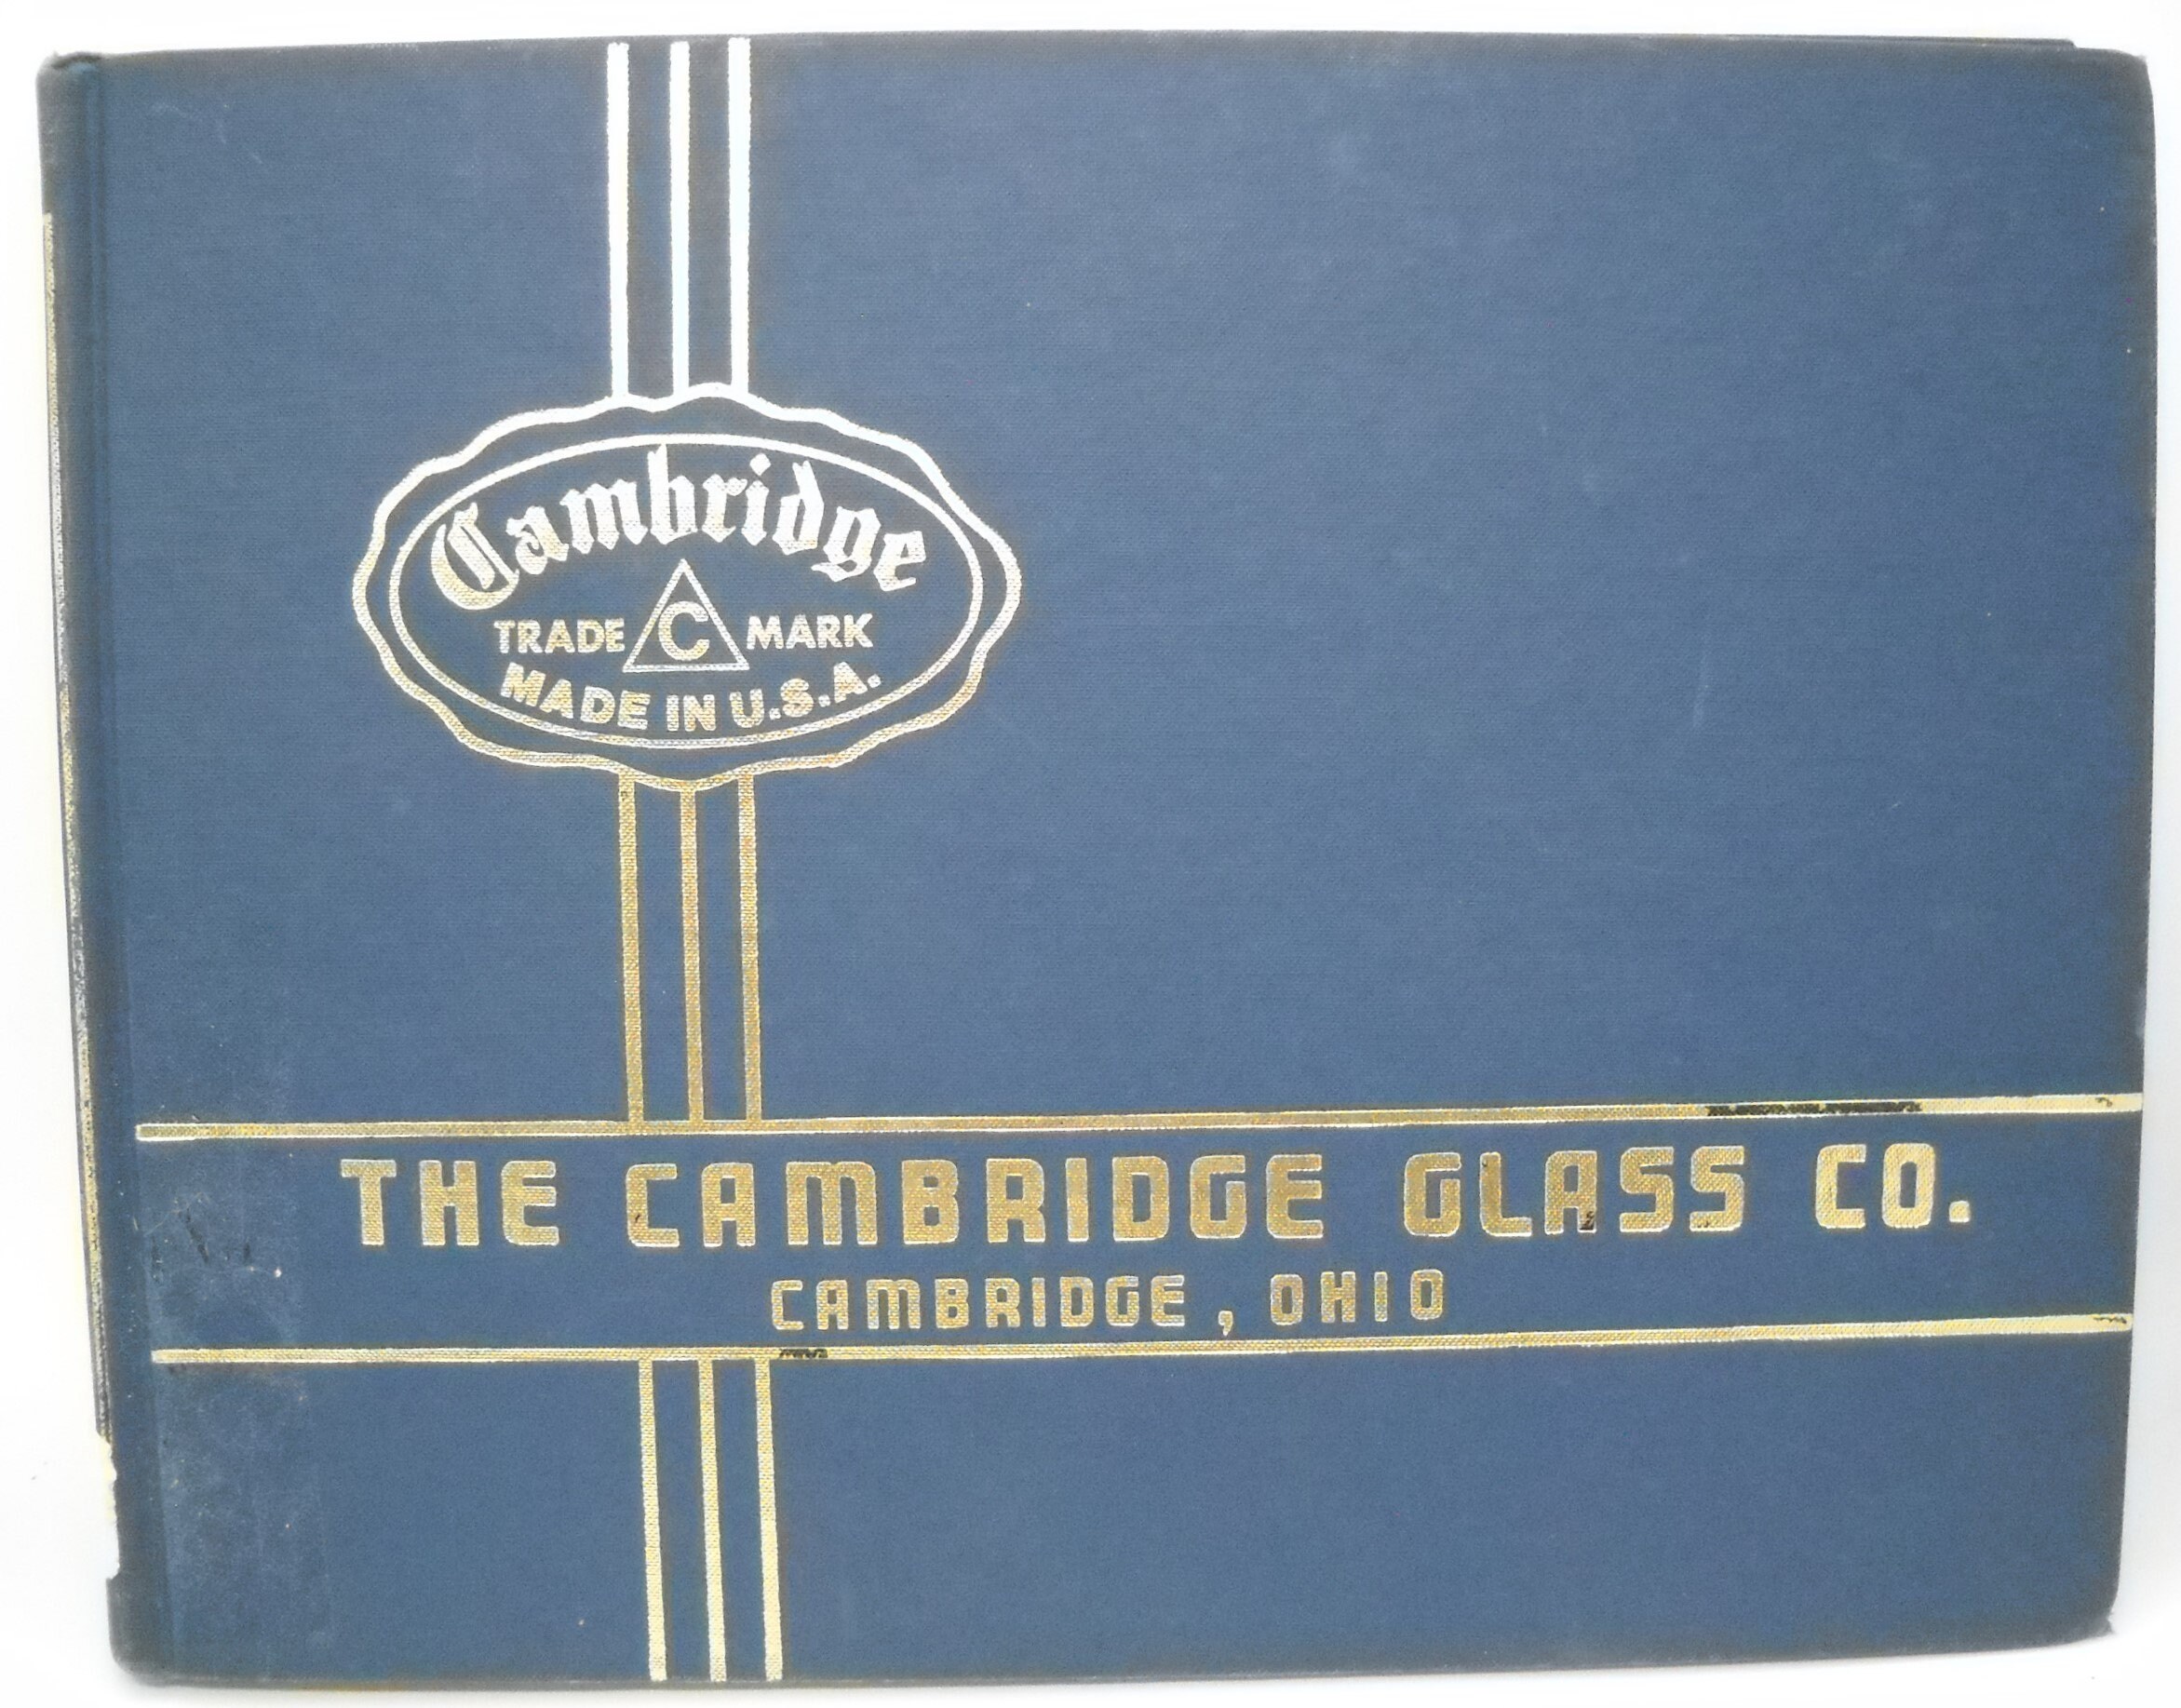 Cambridge
TRADE C MARK
MADE IN U.S.A.
THE CAMBRIDGE GLASS CO.
CAMBRIDGE, OHIO